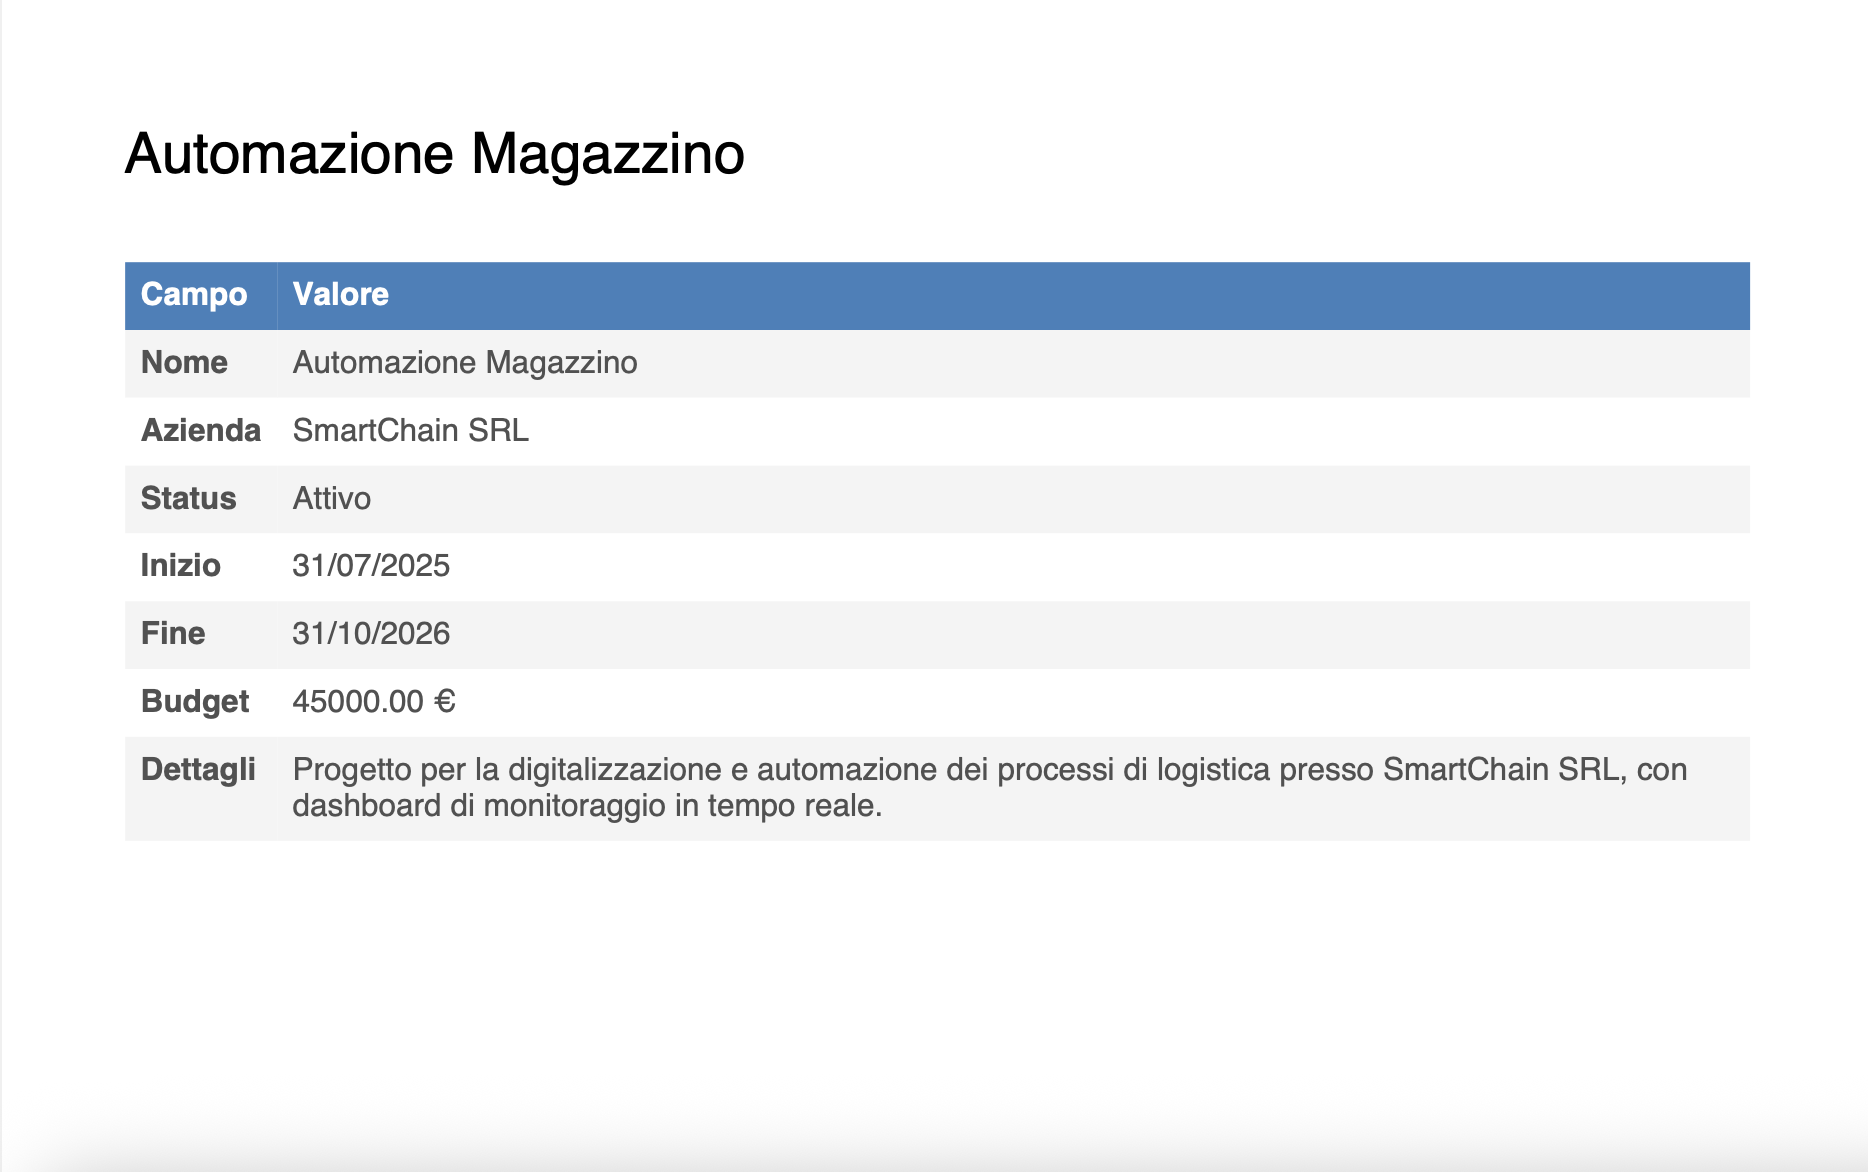 Automazione Magazzino
Campo Valore
Nome Automazione Magazzino
Azienda SmartChain SRL
Status Attivo
Inizio 31/07/2025
Fine 31/10/2026
Budget 45000.00 €
Dettagli Progetto per la digitalizzazione e automazione dei processi di logistica presso SmartChain SRL, con
dashboard di monitoraggio in tempo reale.